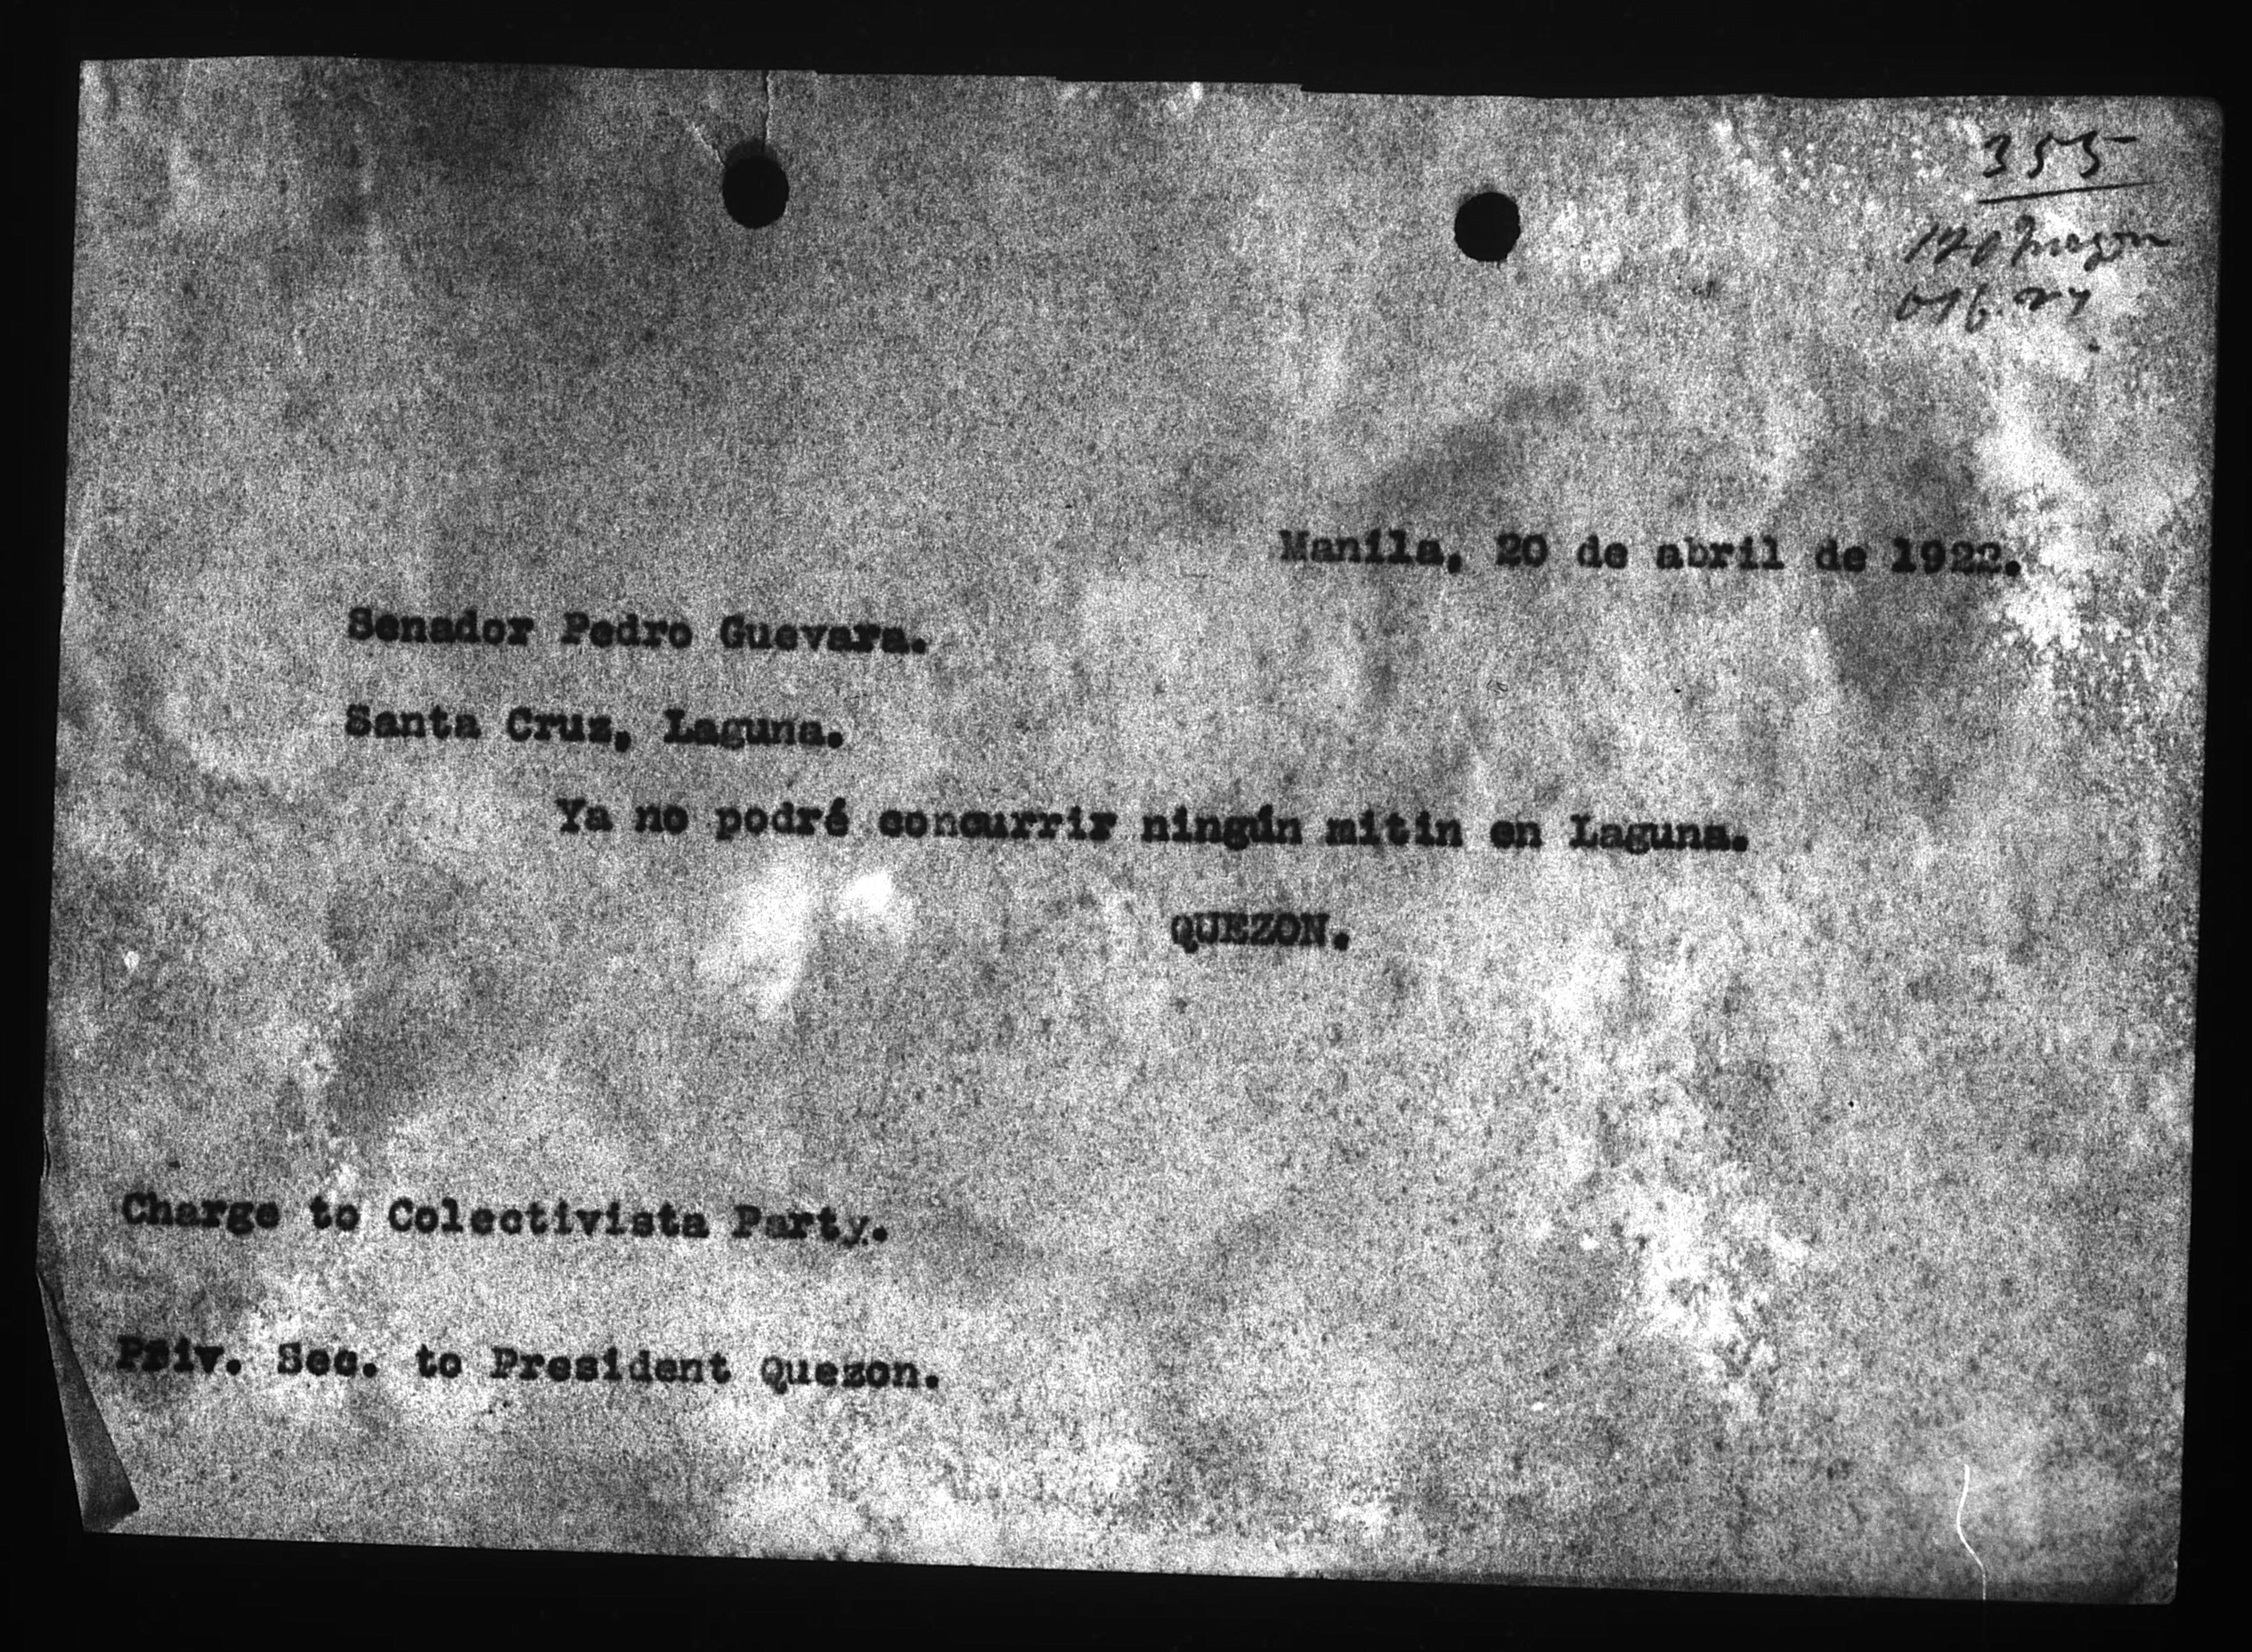 355
Manila, 20 de abril de 1922.
Senador Pedro Guevara.
Santa Cruz, Laguna.
Ya no podré concurrir ningún mitin en Laguna.
QUEZON.
Charge to Colectivista Party.
Priv. Sec. to President Quezon.